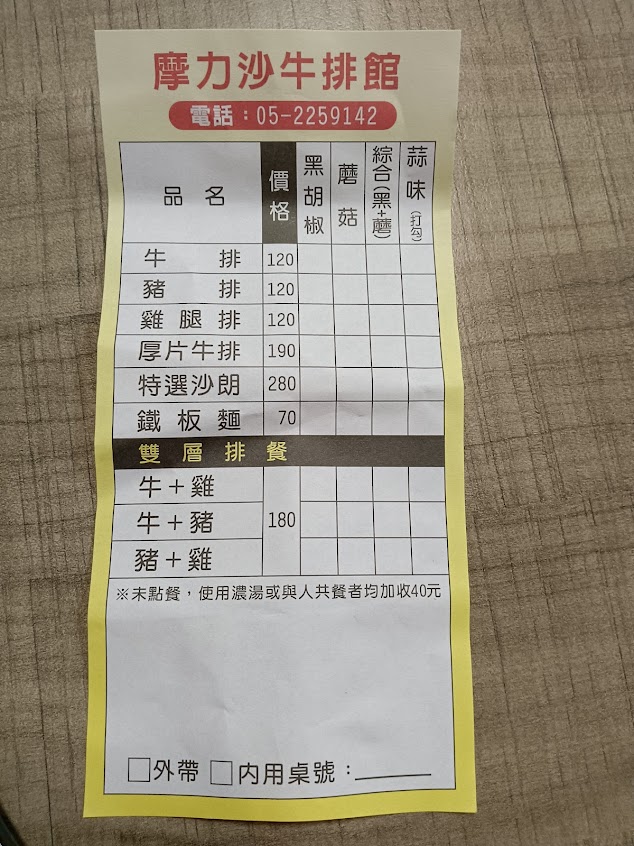 摩力沙牛排館
電話：05-2259142
品名 價格 黑胡椒 蘑菇 綜合(黑+蘑) 蒜味(打勾)
牛排 120
豬排 120
雞腿排 120
厚片牛排 190
特選沙朗 280
鐵板麵 70
雙層排餐
牛＋雞
牛＋豬 180
豬＋雞
※未點餐，使用濃湯或與人共餐者均加收40元
□外帶 □內用桌號：______